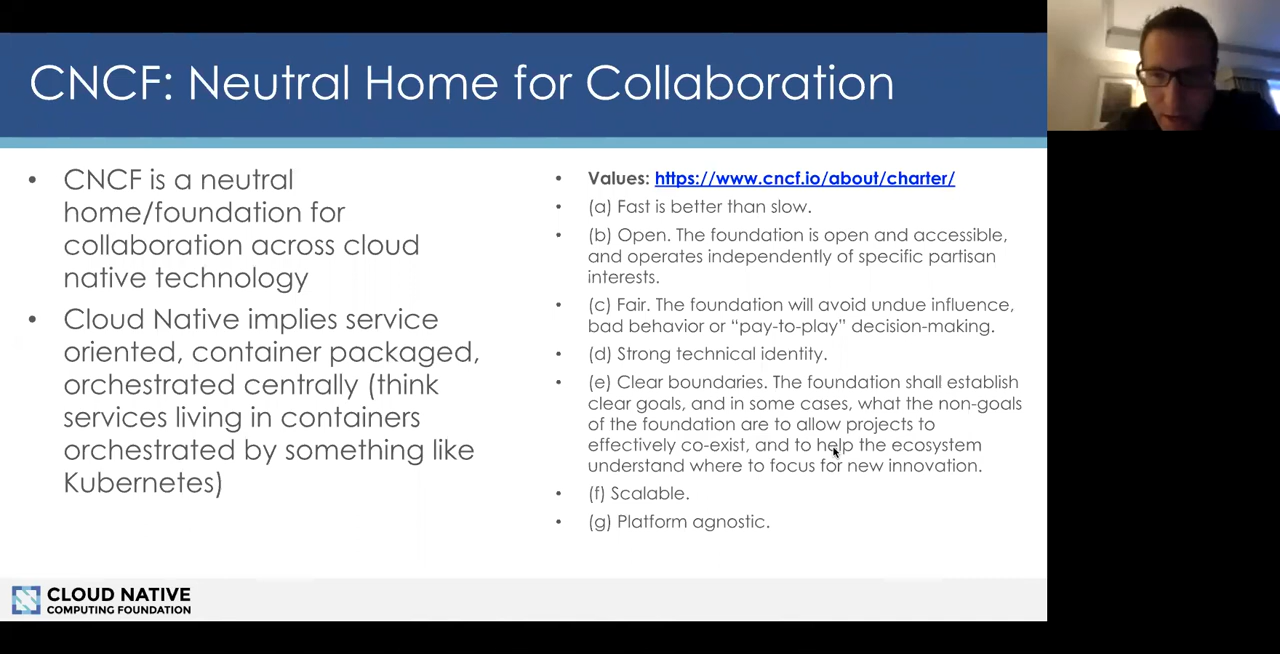 CNCF: Neutral Home for Collaboration
• CNCF is a neutral
home/foundation for
collaboration across cloud
native technology
• Cloud Native implies service
oriented, container packaged,
orchestrated centrally (think
services living in containers
orchestrated by something like
Kubernetes)
• Values: https://www.cncf.io/about/charter/
• (a) Fast is better than slow.
• (b) Open. The foundation is open and accessible,
and operates independently of specific partisan
interests.
• (c) Fair. The foundation will avoid undue influence,
bad behavior or “pay-to-play” decision-making.
• (d) Strong technical identity.
• (e) Clear boundaries. The foundation shall establish
clear goals, and in some cases, what the non-goals
of the foundation are to allow projects to
effectively co-exist, and to help the ecosystem
understand where to focus for new innovation.
• (f) Scalable.
• (g) Platform agnostic.
CLOUD NATIVE
COMPUTING FOUNDATION